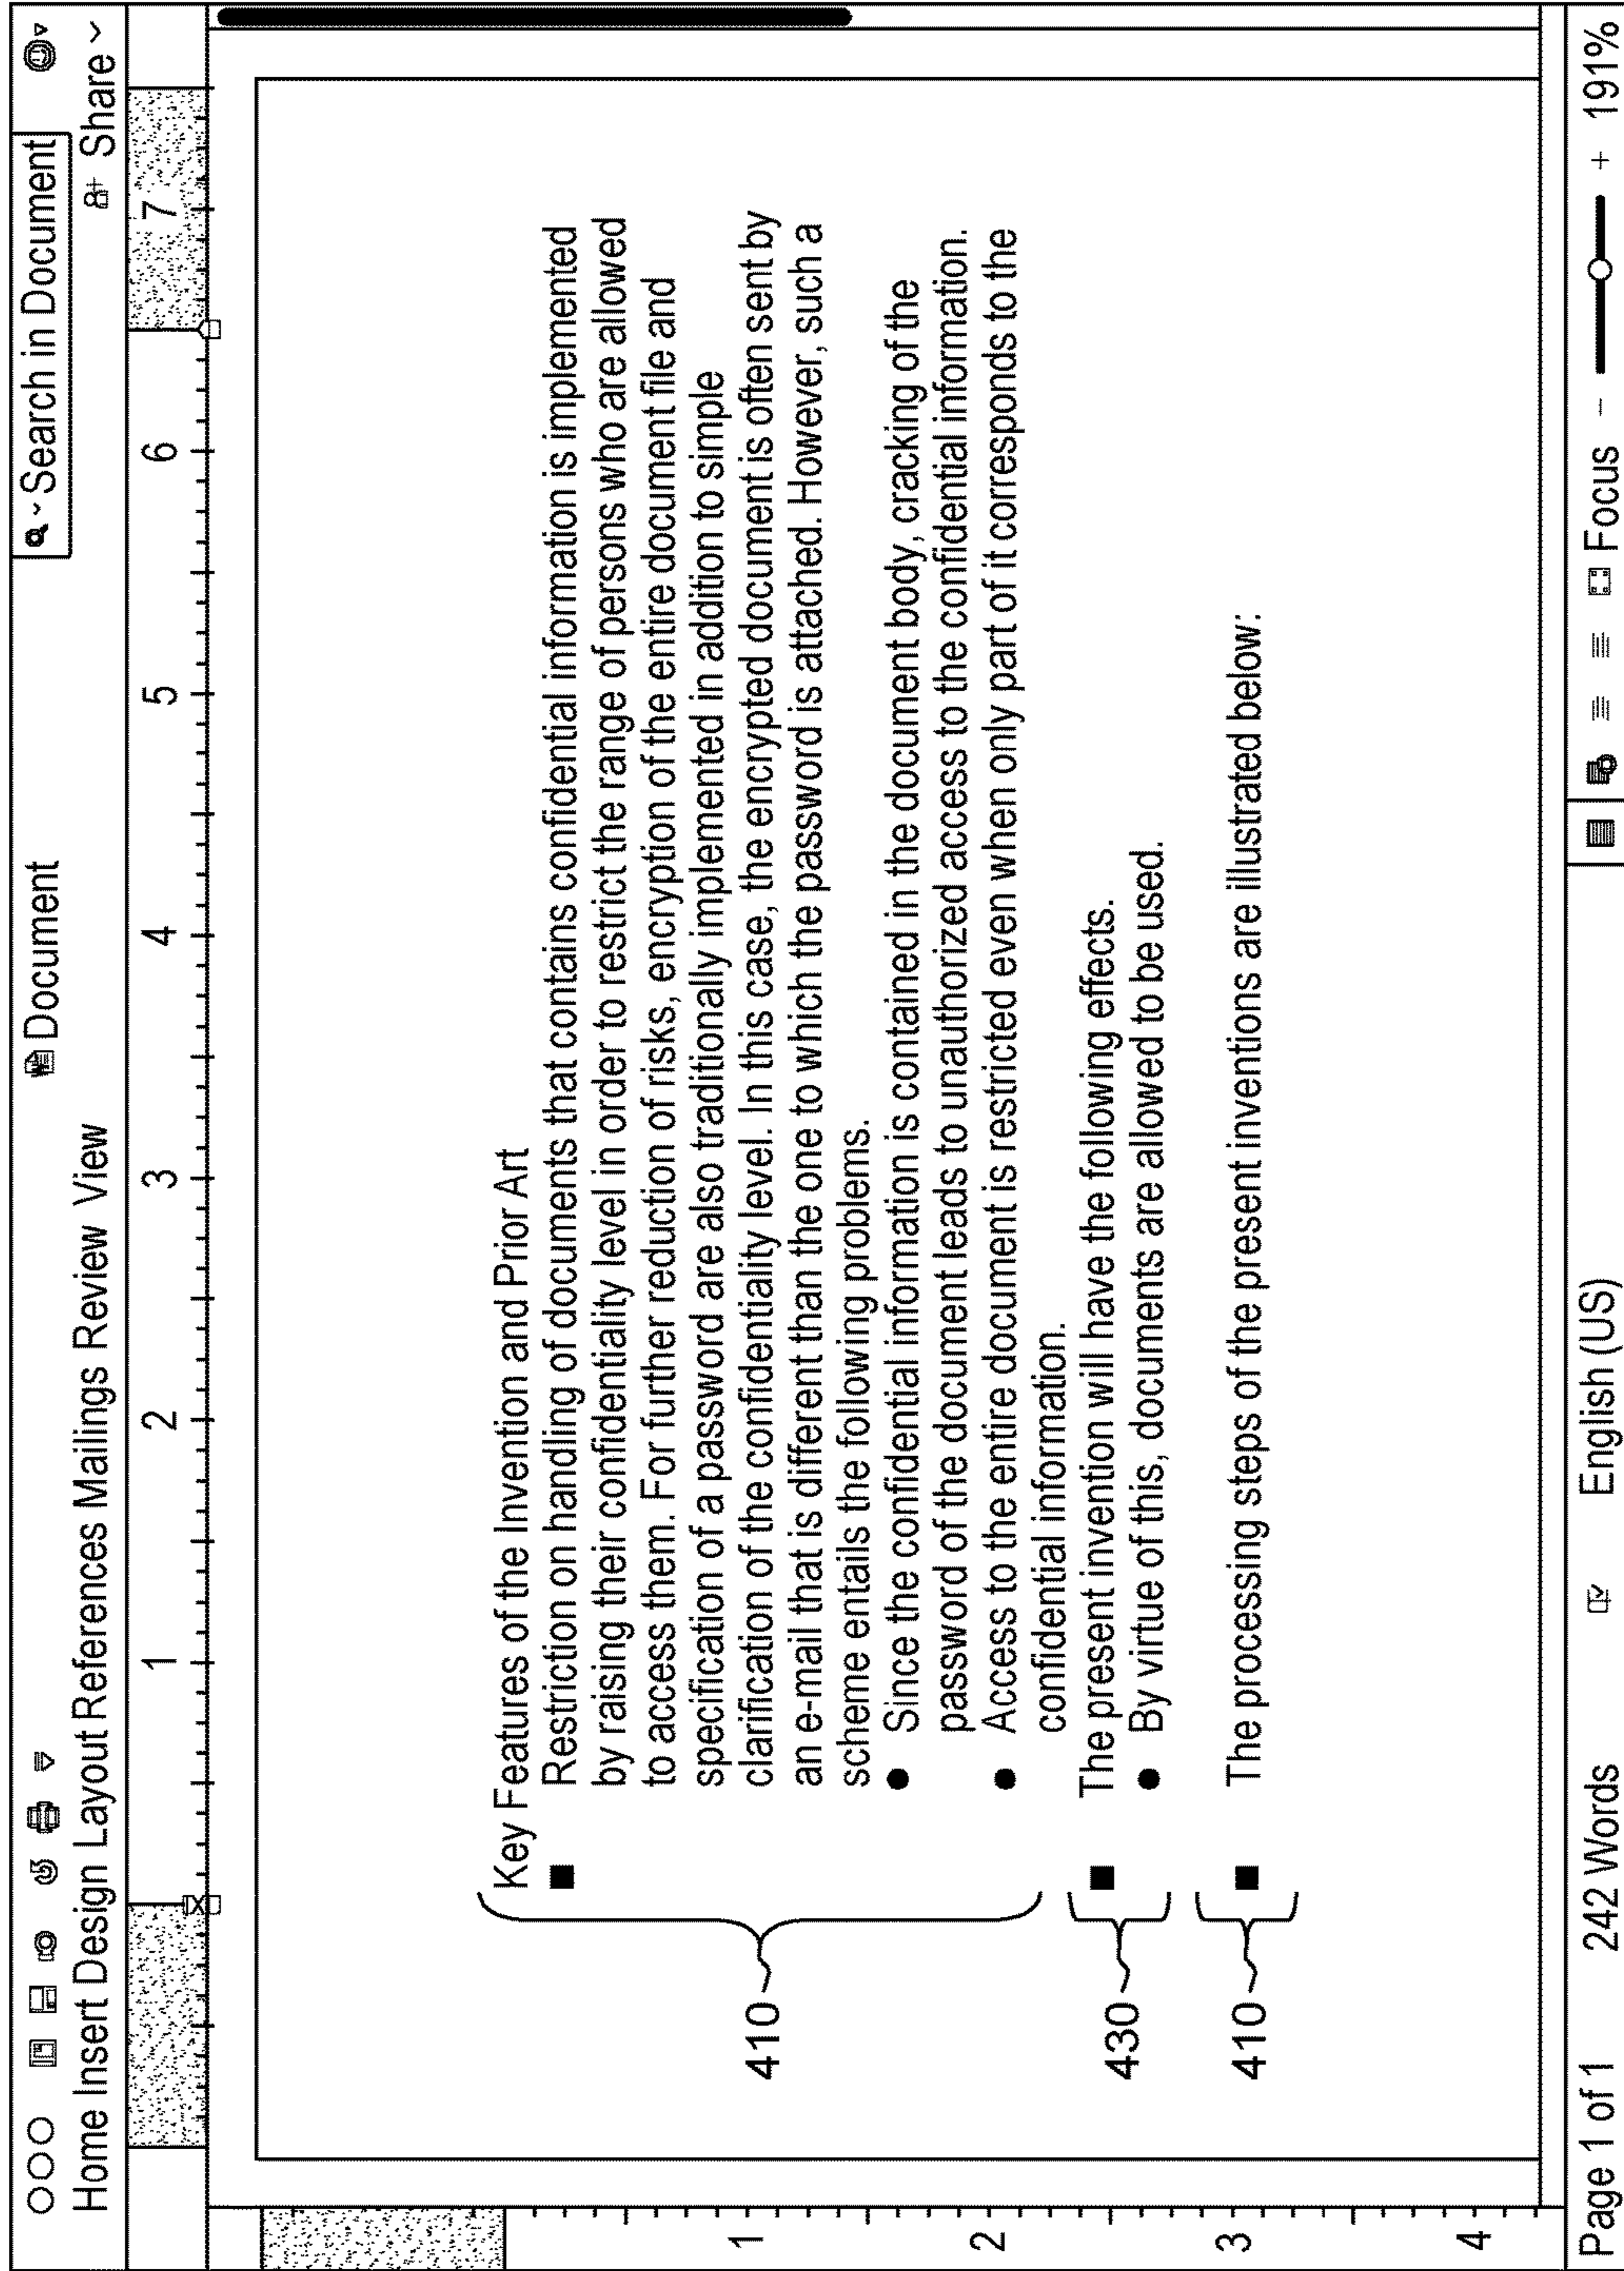 Document
Search in Document
Home Insert Design Layout References Mailings Review View
Share
1 2 3 4 5 6 7
Key Features of the Invention and Prior Art
■ Restriction on handling of documents that contains confidential information is implemented
by raising their confidentiality level in order to restrict the range of persons who are allowed
to access them. For further reduction of risks, encryption of the entire document file and
specification of a password are also traditionally implemented in addition to simple
clarification of the confidentiality level. In this case, the encrypted document is often sent by
an e-mail that is different than the one to which the password is attached. However, such a
scheme entails the following problems.
● Since the confidential information is contained in the document body, cracking of the
password of the document leads to unauthorized access to the confidential information.
● Access to the entire document is restricted even when only part of it corresponds to the
confidential information.
■ The present invention will have the following effects.
● By virtue of this, documents are allowed to be used.
■ The processing steps of the present inventions are illustrated below:
410
430
410
1
2
3
4
Page 1 of 1 242 Words English (US) Focus - + 191%